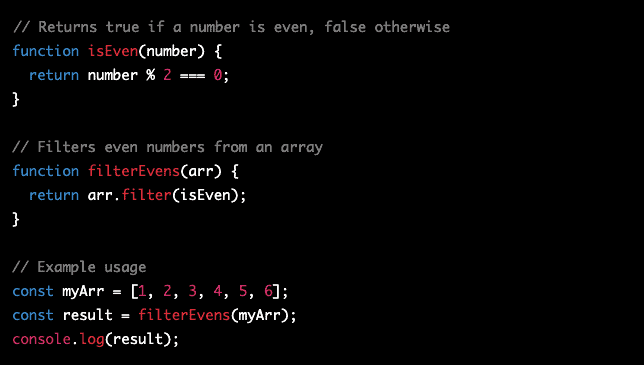 // Returns true if a number is even, false otherwise
function isEven(number) {
  return number % 2 === 0;
}

// Filters even numbers from an array
function filterEvens(arr) {
  return arr.filter(isEven);
}

// Example usage
const myArr = [1, 2, 3, 4, 5, 6];
const result = filterEvens(myArr);
console.log(result);